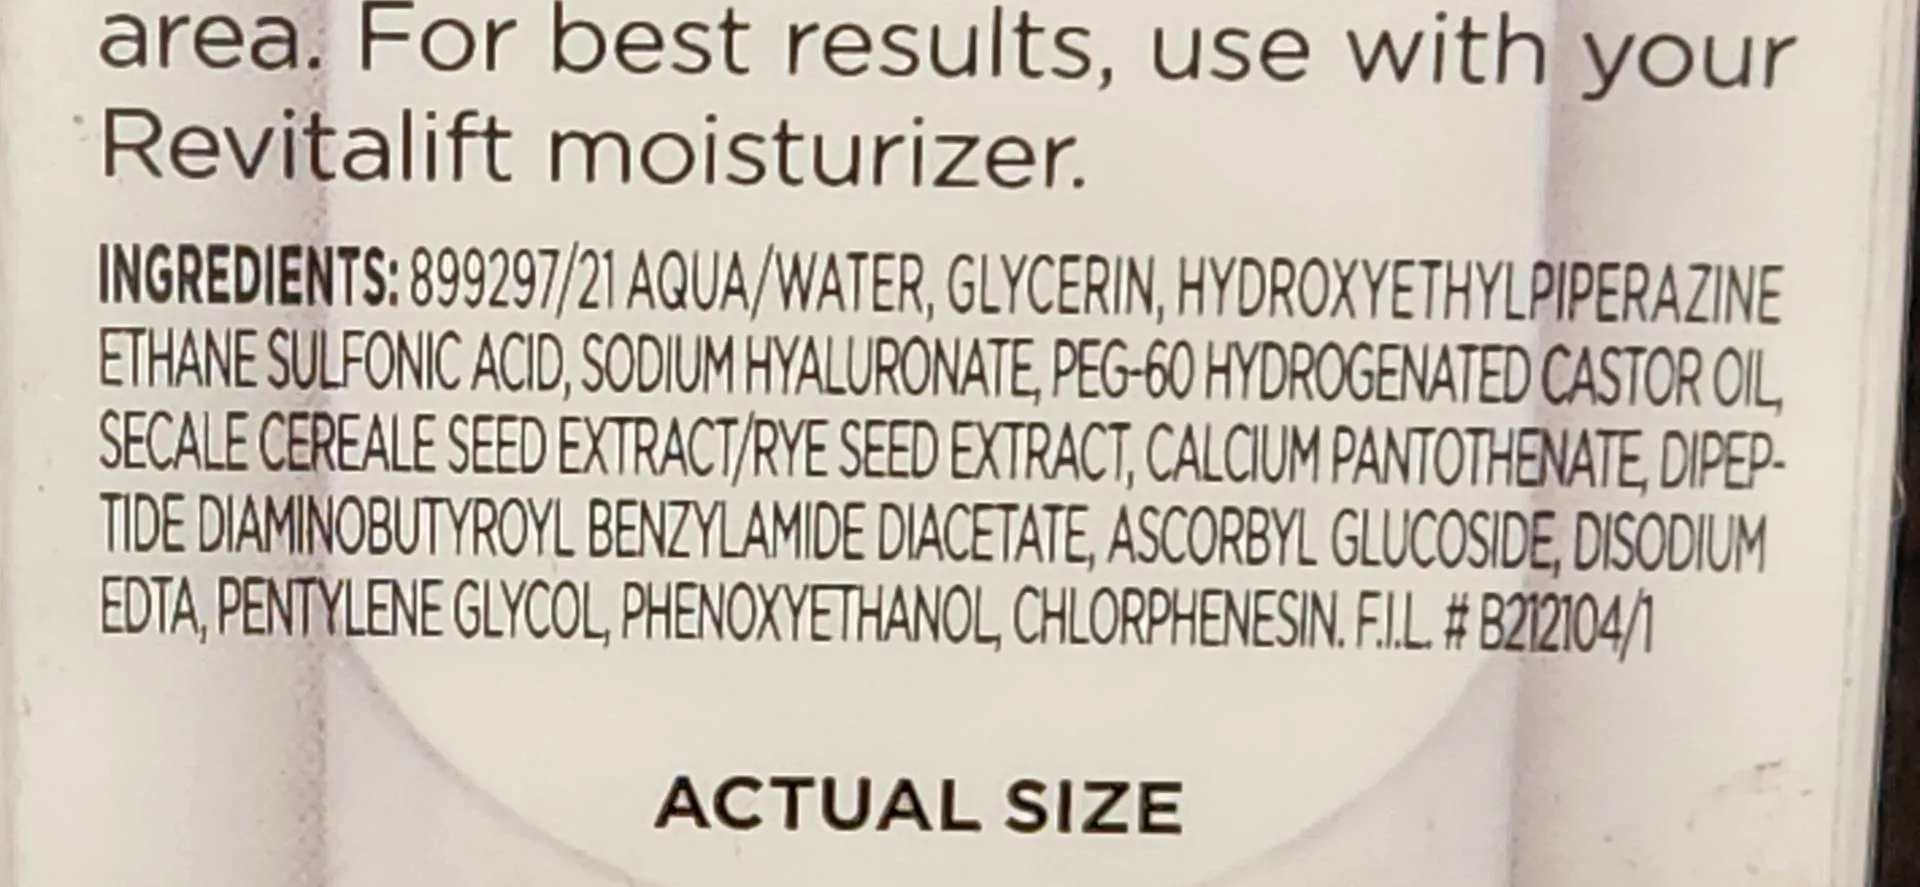 area. For best results, use with your
Revitalift moisturizer.
INGREDIENTS: 899297/21 AQUA/WATER, GLYCERIN, HYDROXYETHYLPIPERAZINE
ETHANE SULFONIC ACID, SODIUM HYALURONATE, PEG-60 HYDROGENATED CASTOR OIL,
SECALE CEREALE SEED EXTRACT/RYE SEED EXTRACT, CALCIUM PANTOTHENATE, DIPEP-
TIDE DIAMINOBUTYROYL BENZYLAMIDE DIACETATE, ASCORBYL GLUCOSIDE, DISODIUM
EDTA, PENTYLENE GLYCOL, PHENOXYETHANOL, CHLORPHENESIN. F.I.L. # B212104/1
ACTUAL SIZE